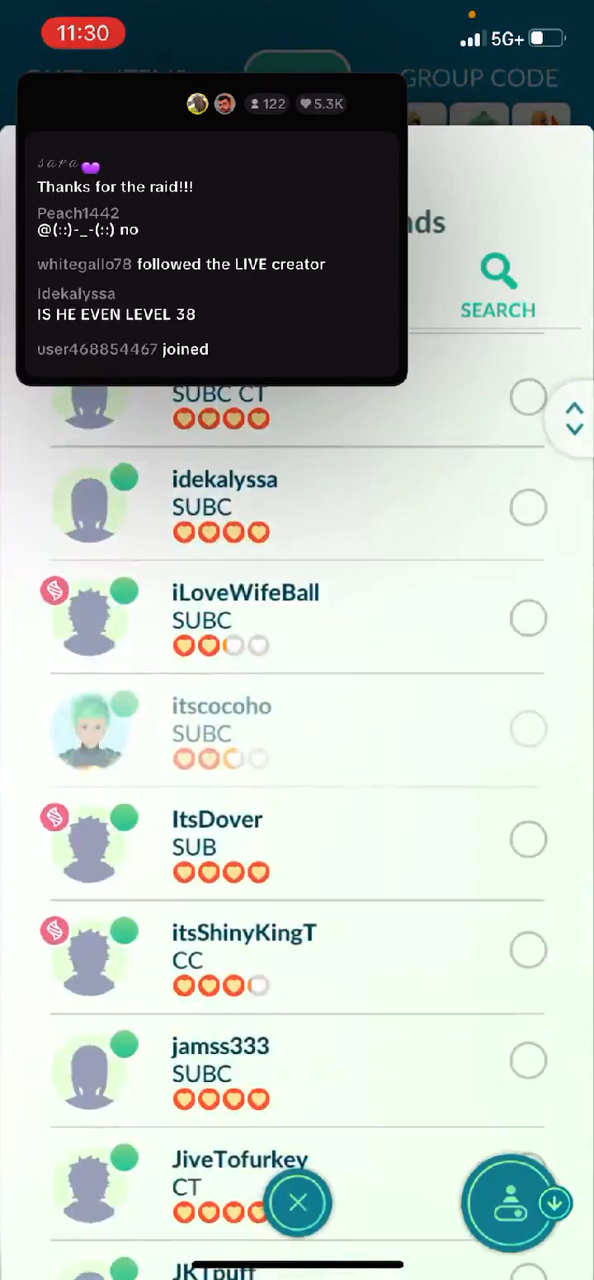 11:30
5G+
GROUP CODE
122
5.3K
sara💜
Thanks for the raid!!!
Peach1442
@(::)-_-(::) no
whitegallo78 followed the LIVE creator
Idekalyssa
IS HE EVEN LEVEL 38
user468854467 joined
SEARCH
SUBC CT
idekalyssa
SUBC
iLoveWifeBall
SUBC
itscocoho
SUBC
ItsDover
SUB
itsShinyKingT
CC
jamss333
SUBC
JiveTofurkey
CT
JKTpuff